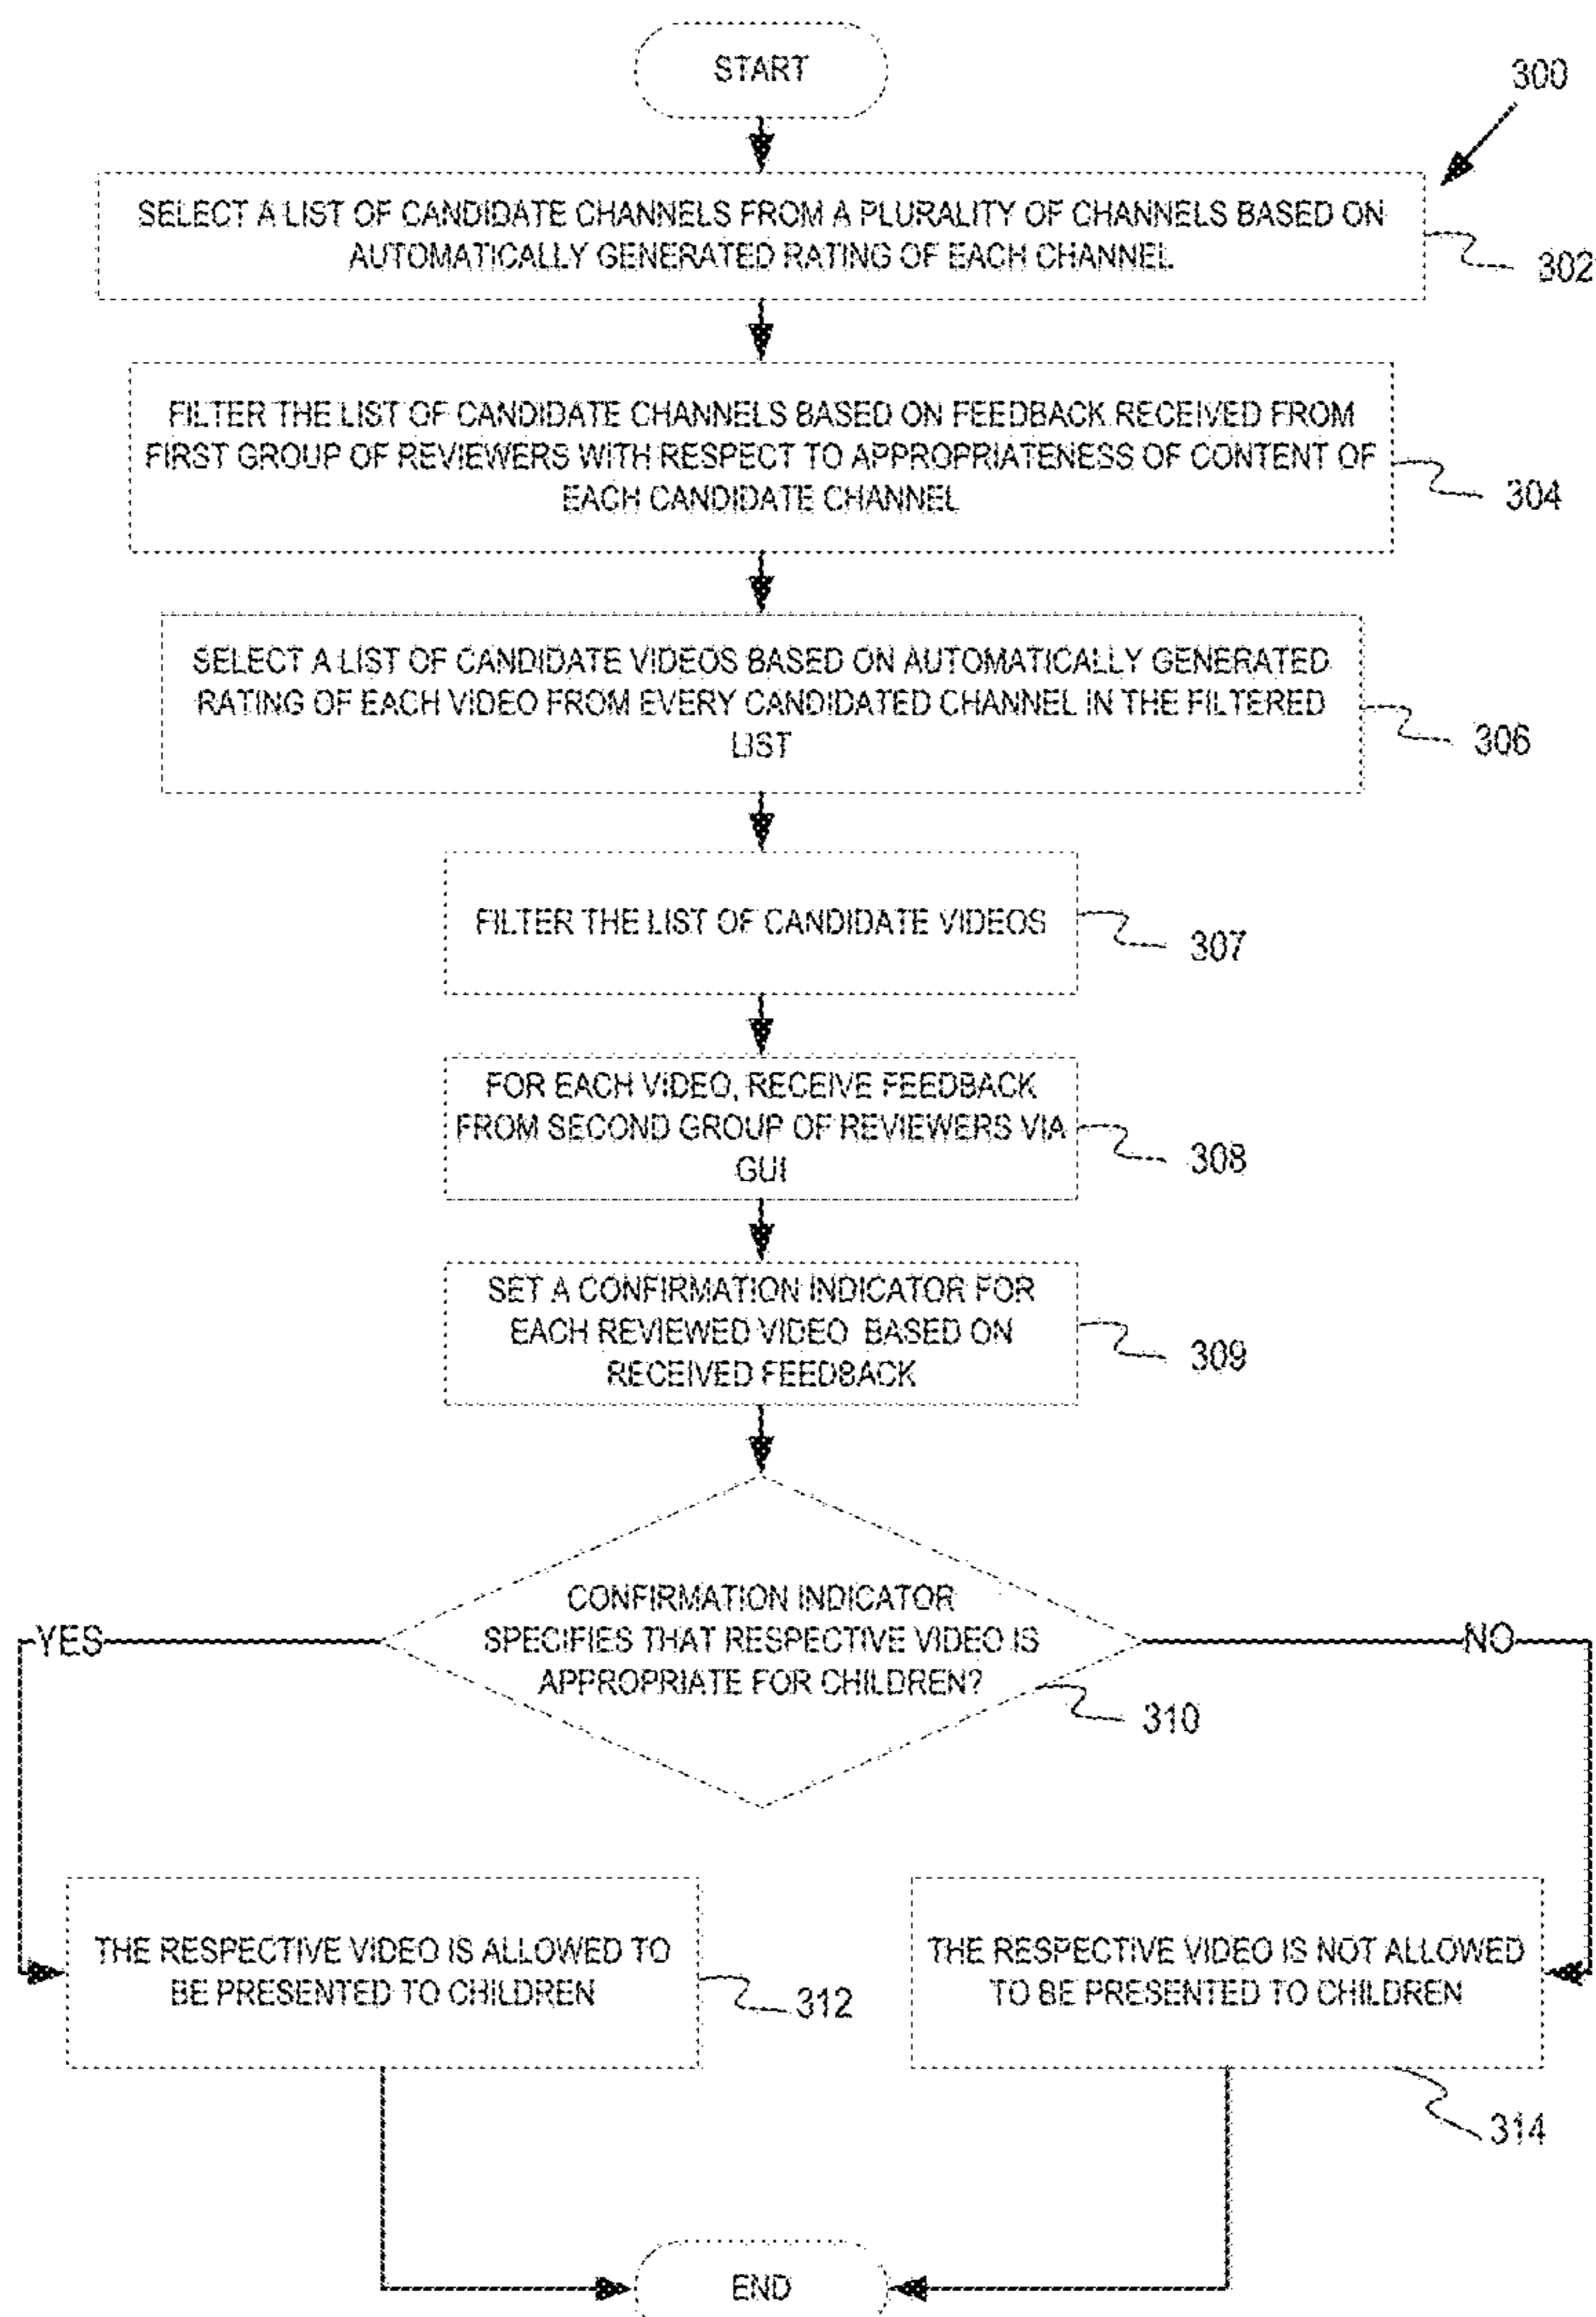 START
300
SELECT A LIST OF CANDIDATE CHANNELS FROM A PLURALITY OF CHANNELS BASED ON
AUTOMATICALLY GENERATED RATING OF EACH CHANNEL
302
FILTER THE LIST OF CANDIDATE CHANNELS BASED ON FEEDBACK RECEIVED FROM
FIRST GROUP OF REVIEWERS WITH RESPECT TO APPROPRIATENESS OF CONTENT OF
EACH CANDIDATE CHANNEL
304
SELECT A LIST OF CANDIDATE VIDEOS BASED ON AUTOMATICALLY GENERATED
RATING OF EACH VIDEO FROM EVERY CANDIDATED CHANNEL IN THE FILTERED
LIST
306
FILTER THE LIST OF CANDIDATE VIDEOS
307
FOR EACH VIDEO, RECEIVE FEEDBACK
FROM SECOND GROUP OF REVIEWERS VIA
GUI
308
SET A CONFIRMATION INDICATOR FOR
EACH REVIEWED VIDEO BASED ON
RECEIVED FEEDBACK
309
CONFIRMATION INDICATOR
SPECIFIES THAT RESPECTIVE VIDEO IS
APPROPRIATE FOR CHILDREN?
310
YES
NO
THE RESPECTIVE VIDEO IS ALLOWED TO
BE PRESENTED TO CHILDREN
312
THE RESPECTIVE VIDEO IS NOT ALLOWED
TO BE PRESENTED TO CHILDREN
314
END